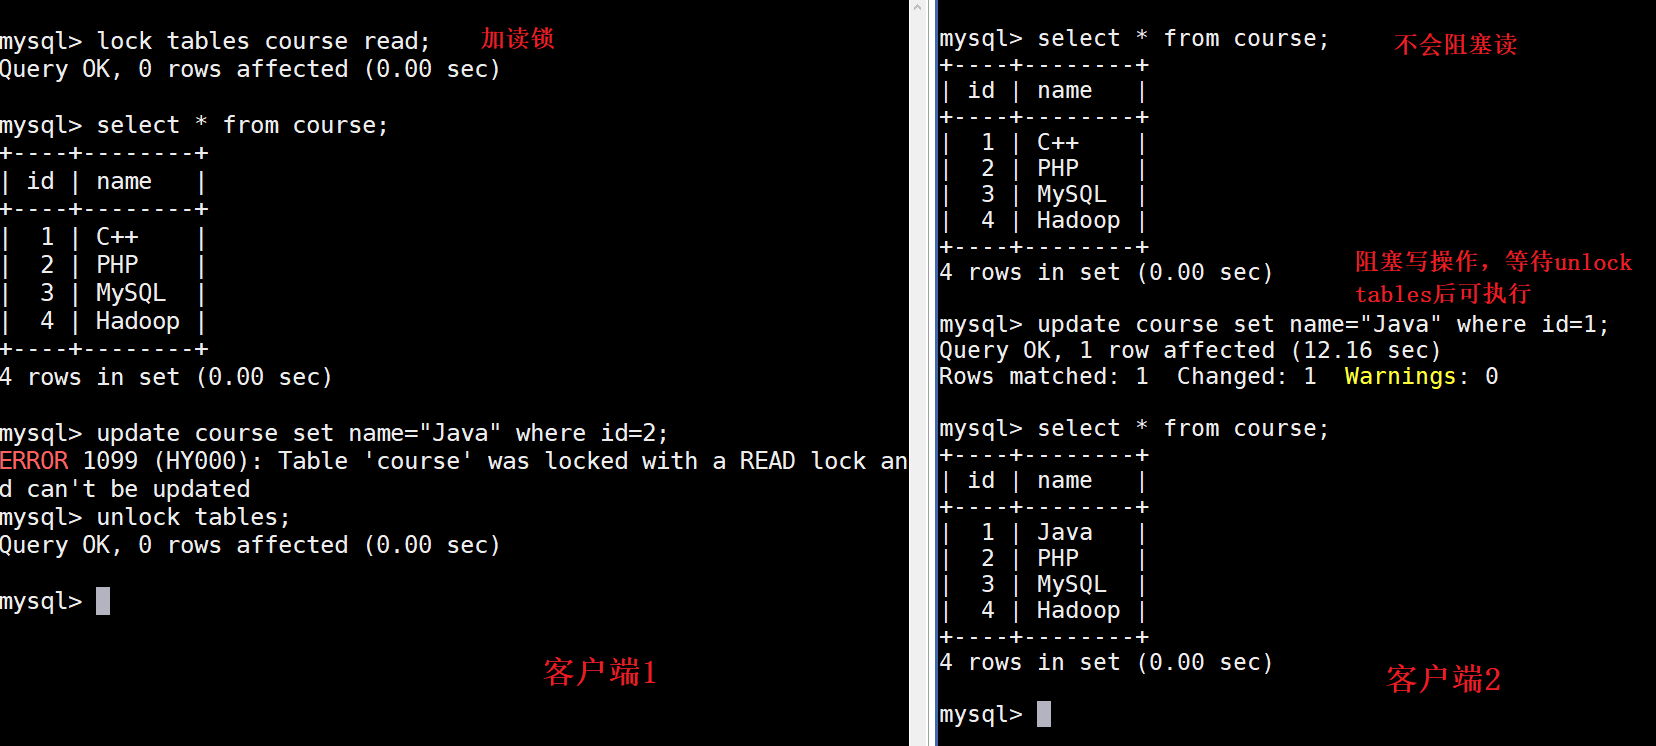 mysql> lock tables course read; 加读锁
Query OK, 0 rows affected (0.00 sec)
mysql> select * from course;
+----+--------+
| id | name   |
+----+--------+
|  1 | C++    |
|  2 | PHP    |
|  3 | MySQL  |
|  4 | Hadoop |
+----+--------+
4 rows in set (0.00 sec)
mysql> update course set name="Java" where id=2;
ERROR 1099 (HY000): Table 'course' was locked with a READ lock an
d can't be updated
mysql> unlock tables;
Query OK, 0 rows affected (0.00 sec)
mysql>
客户端1
mysql> select * from course; 不会阻塞读
+----+--------+
| id | name   |
+----+--------+
|  1 | C++    |
|  2 | PHP    |
|  3 | MySQL  |
|  4 | Hadoop |
+----+--------+
4 rows in set (0.00 sec)
阻塞写操作，等待unlock
tables后可执行
mysql> update course set name="Java" where id=1;
Query OK, 1 row affected (12.16 sec)
Rows matched: 1  Changed: 1  Warnings: 0
mysql> select * from course;
+----+--------+
| id | name   |
+----+--------+
|  1 | Java   |
|  2 | PHP    |
|  3 | MySQL  |
|  4 | Hadoop |
+----+--------+
4 rows in set (0.00 sec)
客户端2
mysql>